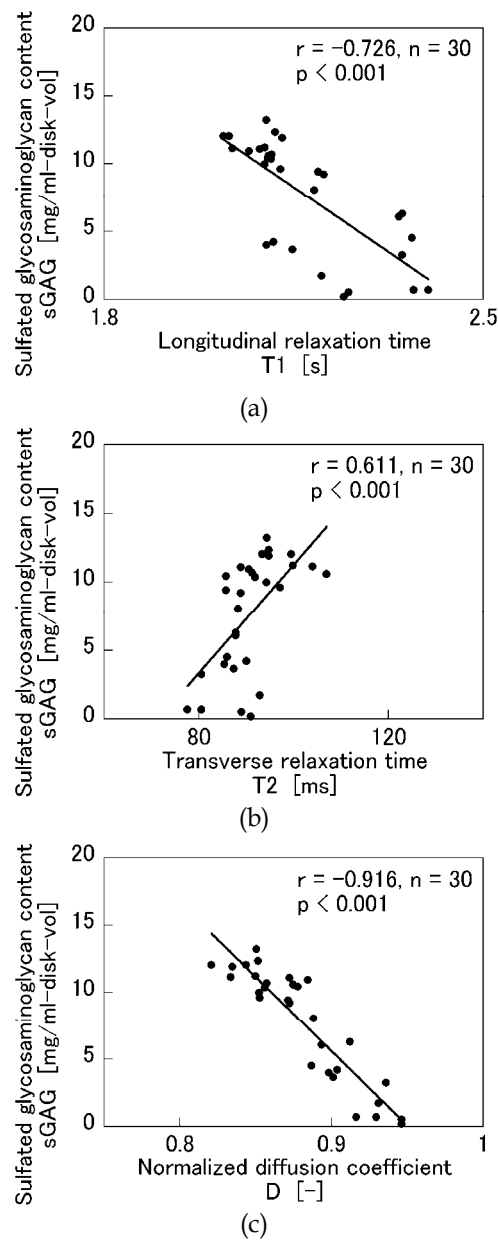 Sulfated glycosaminoglycan content
sGAG [mg/ml-disk-vol]
20
15
10
5
0
r = -0.726, n = 30
p < 0.001
1.8
2.5
Longitudinal relaxation time
T1 [s]
(a)
Sulfated glycosaminoglycan content
sGAG [mg/ml-disk-vol]
20
15
10
5
0
r = 0.611, n = 30
p < 0.001
80
120
Transverse relaxation time
T2 [ms]
(b)
Sulfated glycosaminoglycan content
sGAG [mg/ml-disk-vol]
20
15
10
5
0
r = -0.916, n = 30
p < 0.001
0.8
0.9
1
Normalized diffusion coefficient
D [-]
(c)